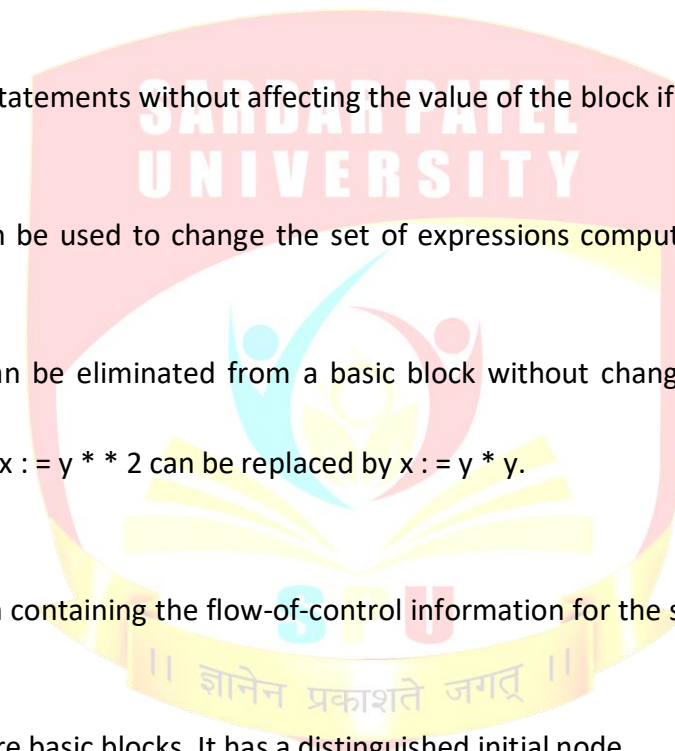 tatements without affecting the value of the block if
SARDAR PATEL
UNIVERSITY
n be used to change the set of expressions comput
an be eliminated from a basic block without chang
x : = y * * 2 can be replaced by x : = y * y.
containing the flow-of-control information for the s
SPU
॥ ज्ञानेन प्रकाशते जगत् ॥
re basic blocks. It has a distinguished initial node